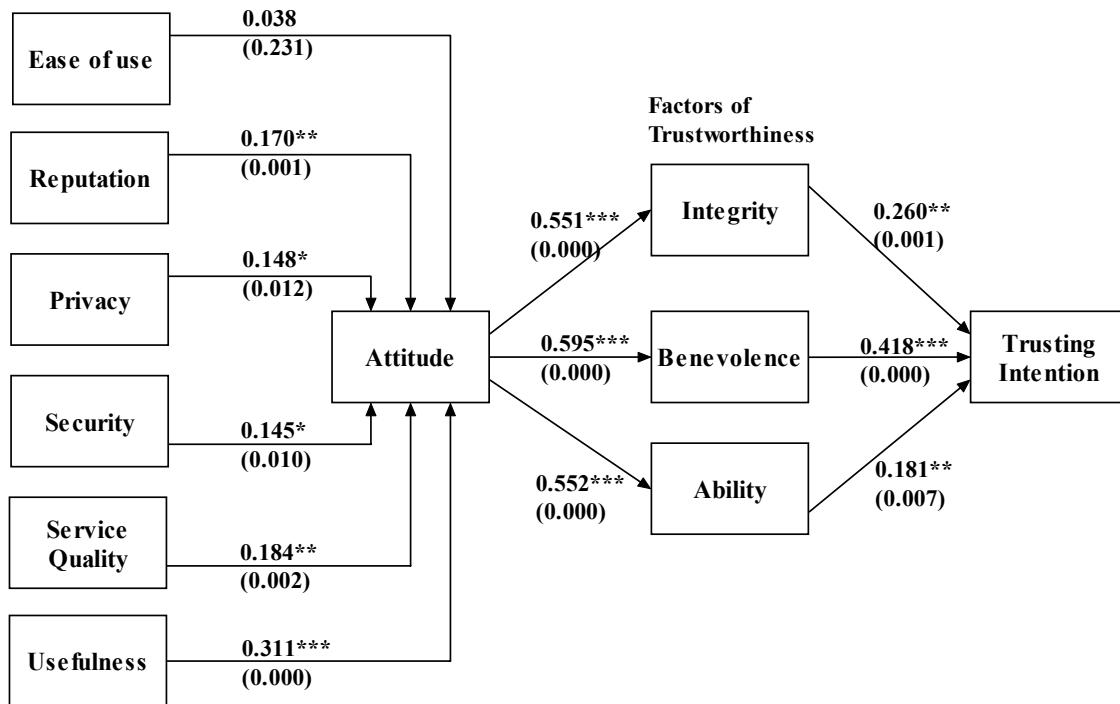 Ease of use
0.038
(0.231)
Reputation
0.170**
(0.001)
Privacy
0.148*
(0.012)
Security
0.145*
(0.010)
Service
Quality
0.184**
(0.002)
Usefulness
0.311***
(0.000)
Attitude
0.551***
(0.000)
0.595***
(0.000)
0.552***
(0.000)
Factors of
Trustworthiness
Integrity
Benevolence
Ability
0.260**
(0.001)
0.418***
(0.000)
0.181**
(0.007)
Trusting
Intention